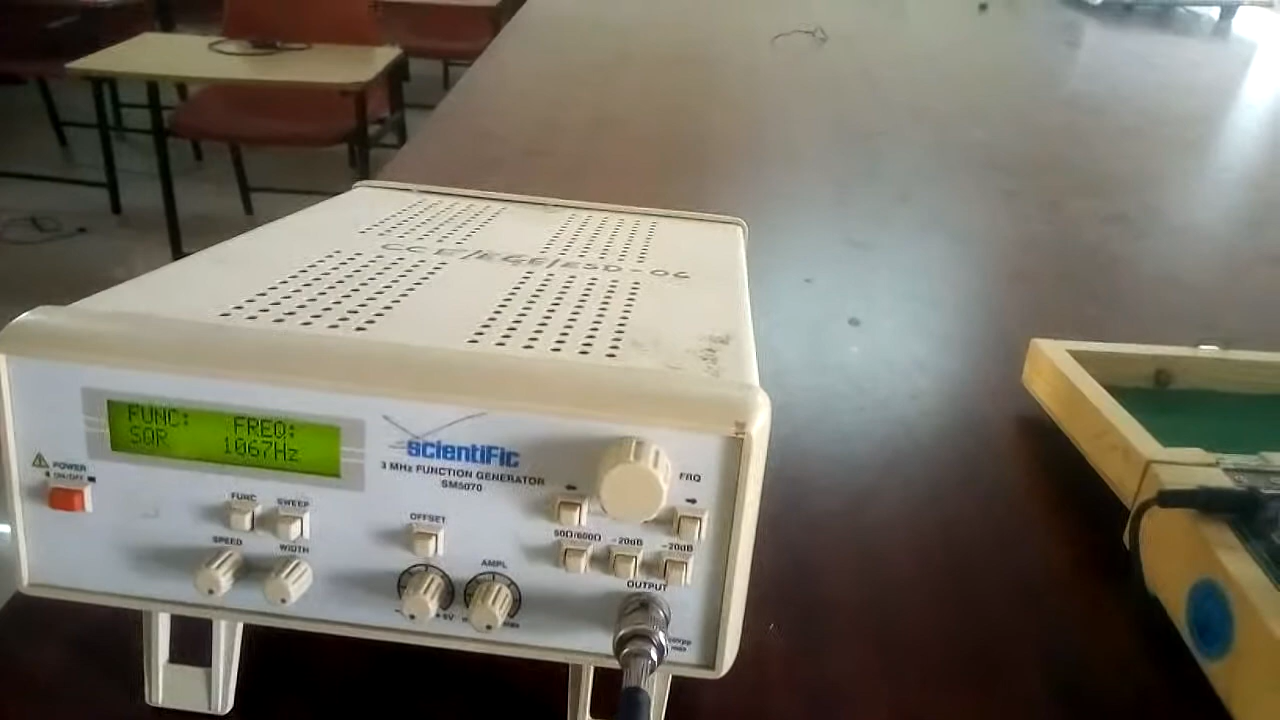 FUNC: FREQ:
SQR 1067Hz
scientiFic
3 MHz FUNCTION GENERATOR
SM5070
POWER
ON/OFF
FUNC SWEEP
SPEED WIDTH
OFFSET
AMPL
FRQ
50Ω/600Ω -20dB -20dB
OUTPUT
max